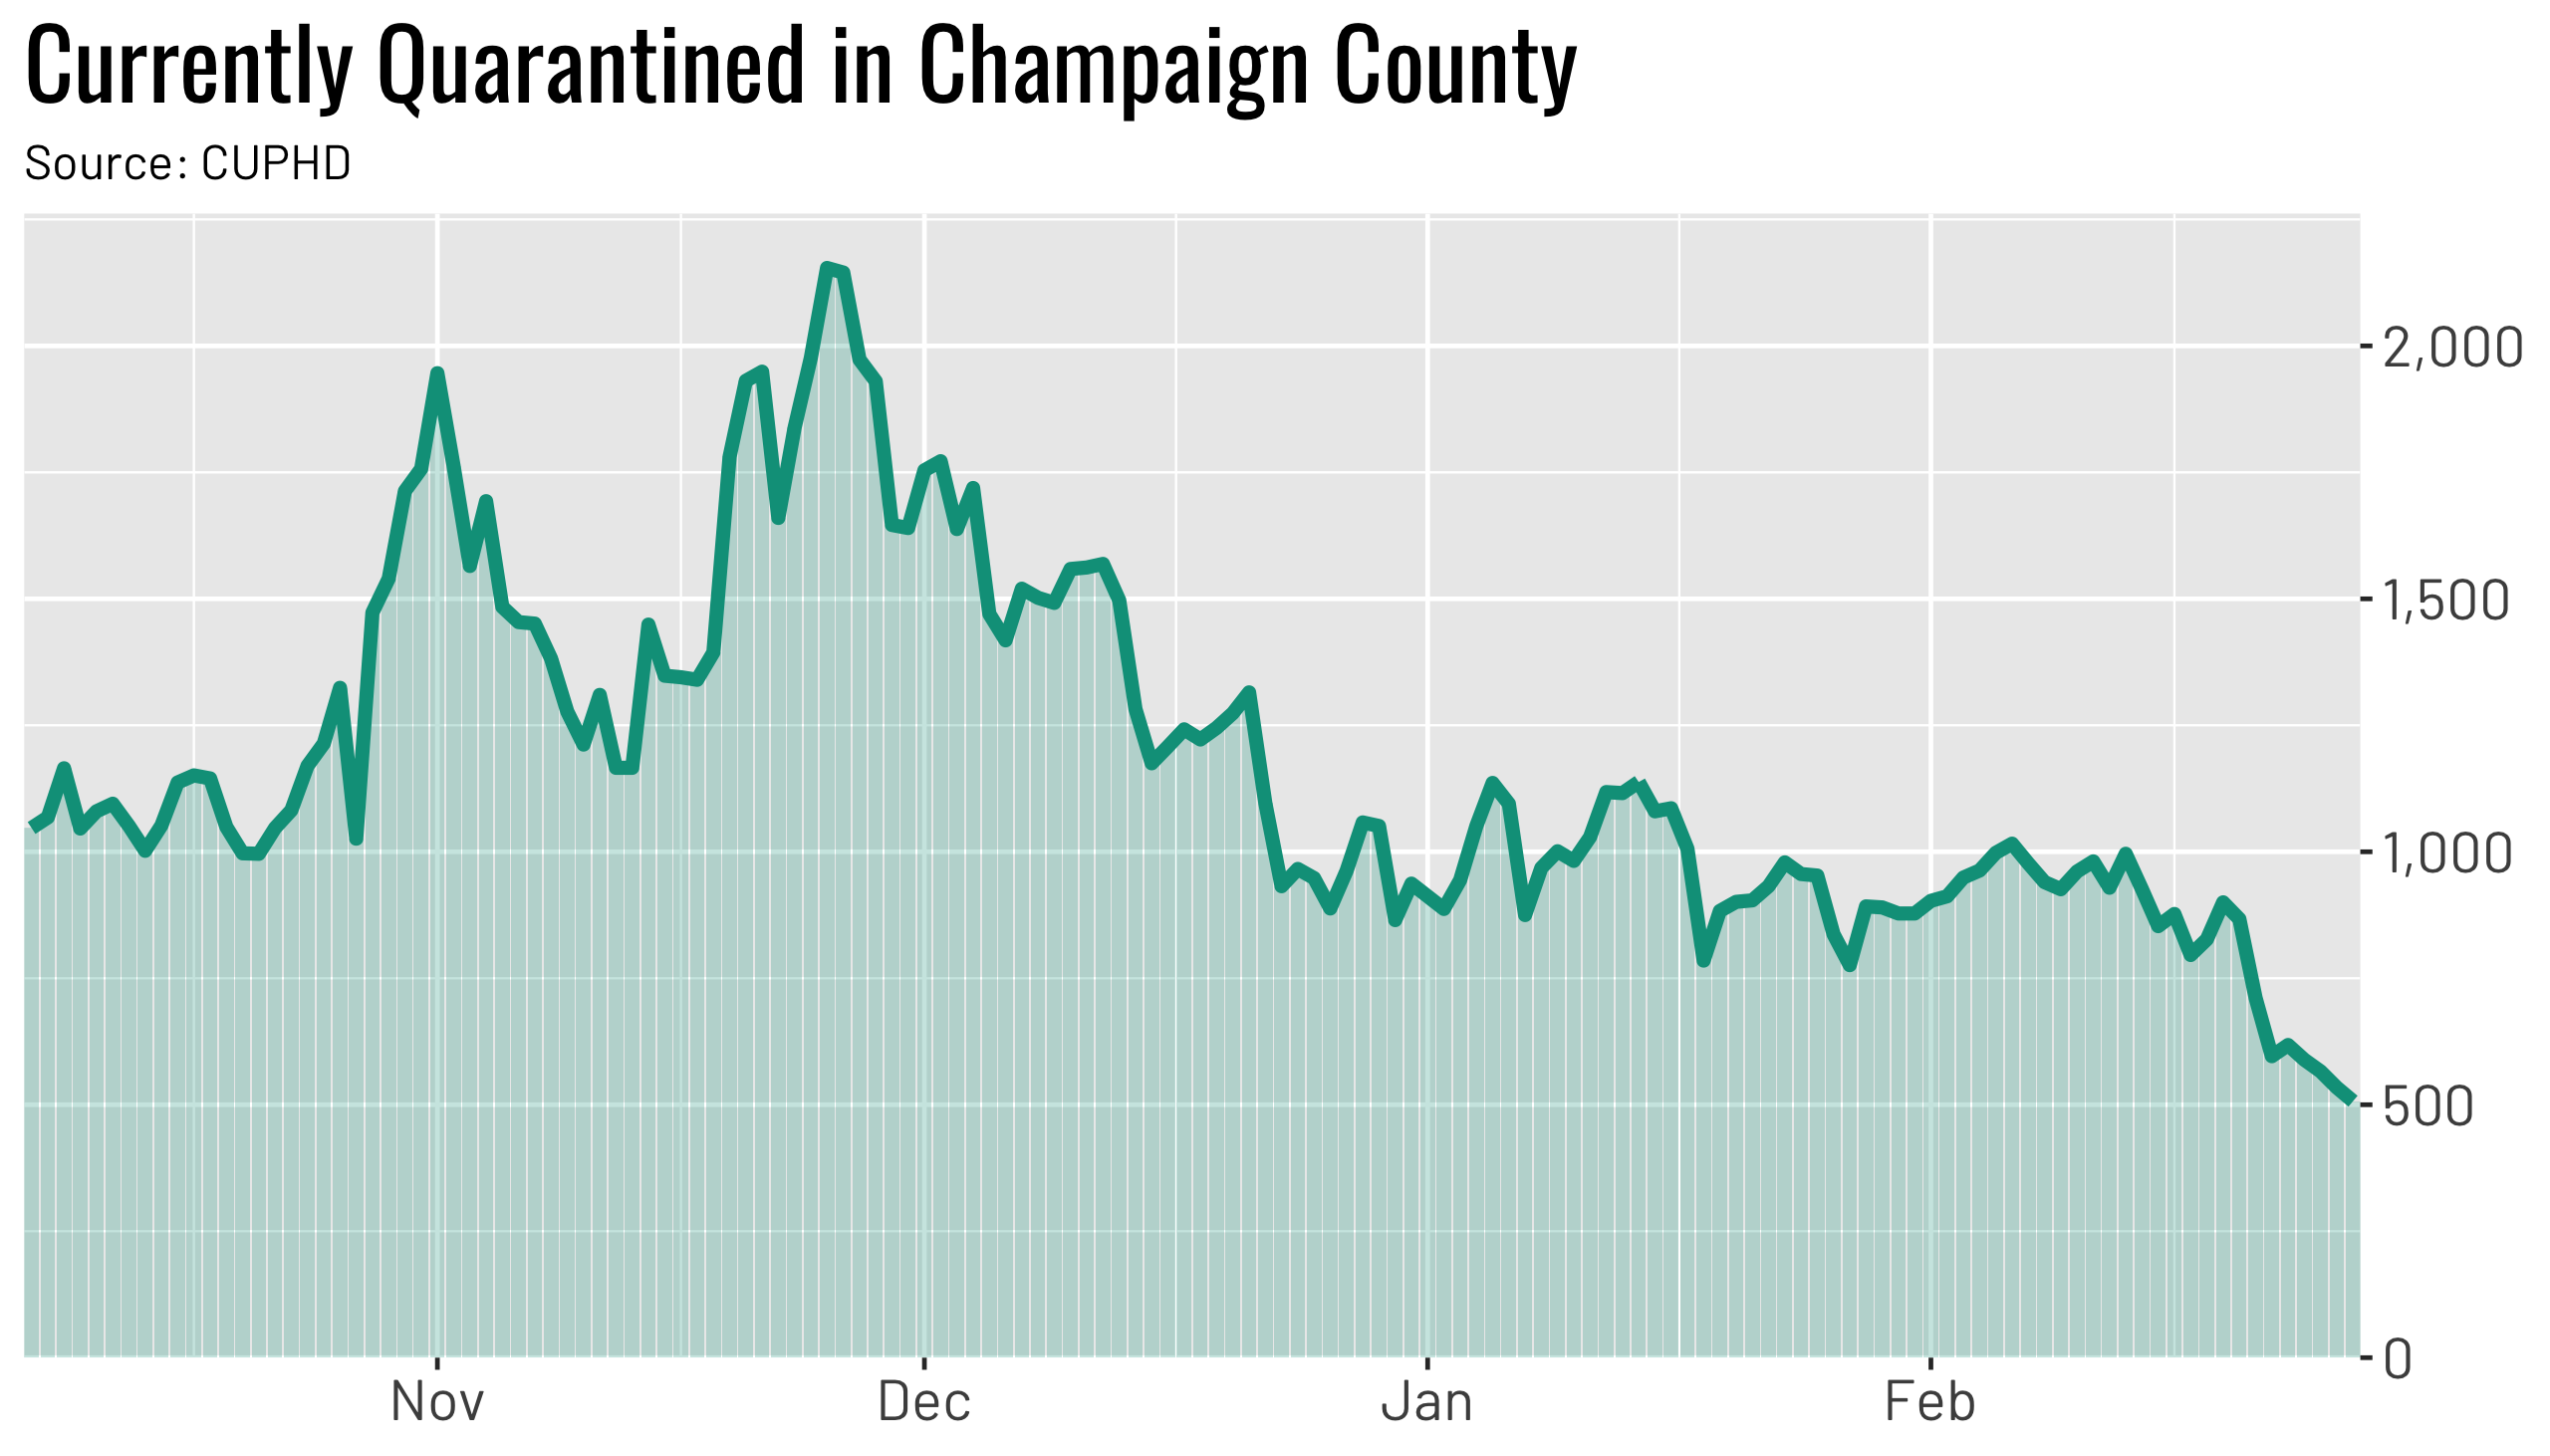 Currently Quarantined in Champaign County
Source: CUPHD
2,000
1,500
1,000
500
0
Nov Dec Jan Feb